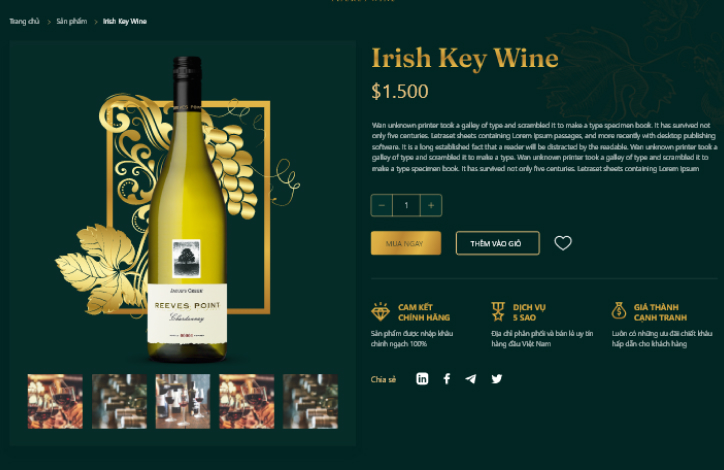 Trang chủ > Sản phẩm > Irish Key Wine
REEVES POINT
Chardonnay
Irish Key Wine
$1.500
Wan unknown printer took a galley of type and scrambled it to make a type specimen book. It has survived not
only five centuries. Letraset sheets containing Lorem Ipsum passages, and more recently with desktop publishing
software. It is a long established fact that a reader will be distracted by the readable. Wan unknown printer took a
galley of type and scrambled it to make a type. Wan unknown printer took a galley of type and scrambled it to
make a type specimen book. It has survived not only five centuries. Letraset sheets containing Lorem Ipsum
− 1 +
MUA NGAY
THÊM VÀO GIỎ
CAM KẾT
CHÍNH HÃNG
Sản phẩm được nhập khẩu
chính ngạch 100%
DỊCH VỤ
5 SAO
Địa chỉ phân phối và bán lẻ uy tín
hàng đầu Việt Nam
GIÁ THÀNH
CẠNH TRANH
Luôn có những ưu đãi chiết khấu
hấp dẫn cho khách hàng
Chia sẻ